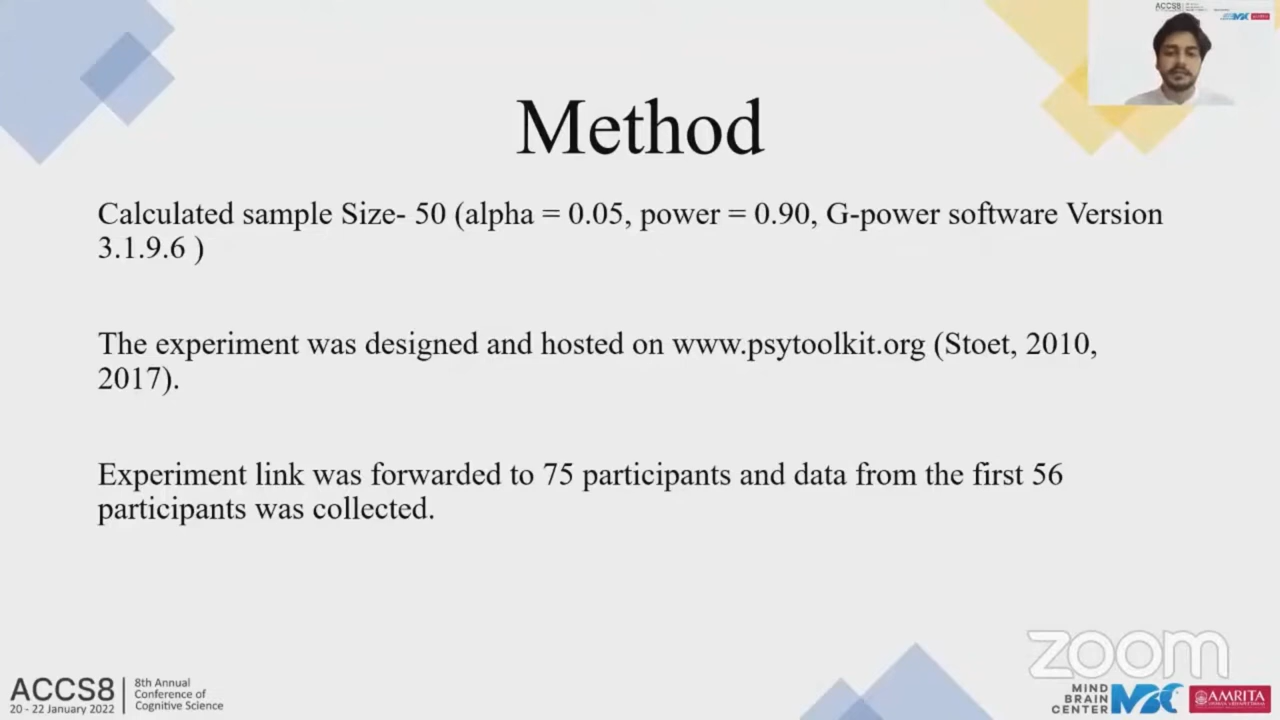 ACCS8
Method
Calculated sample Size- 50 (alpha = 0.05, power = 0.90, G-power software Version
3.1.9.6 )
The experiment was designed and hosted on www.psytoolkit.org (Stoet, 2010,
2017).
Experiment link was forwarded to 75 participants and data from the first 56
participants was collected.
zoom
ACCS8
20 - 22 January 2022
8th Annual
Conference of
Cognitive Science
MIND
BRAIN
CENTER
MBC
AMRITA